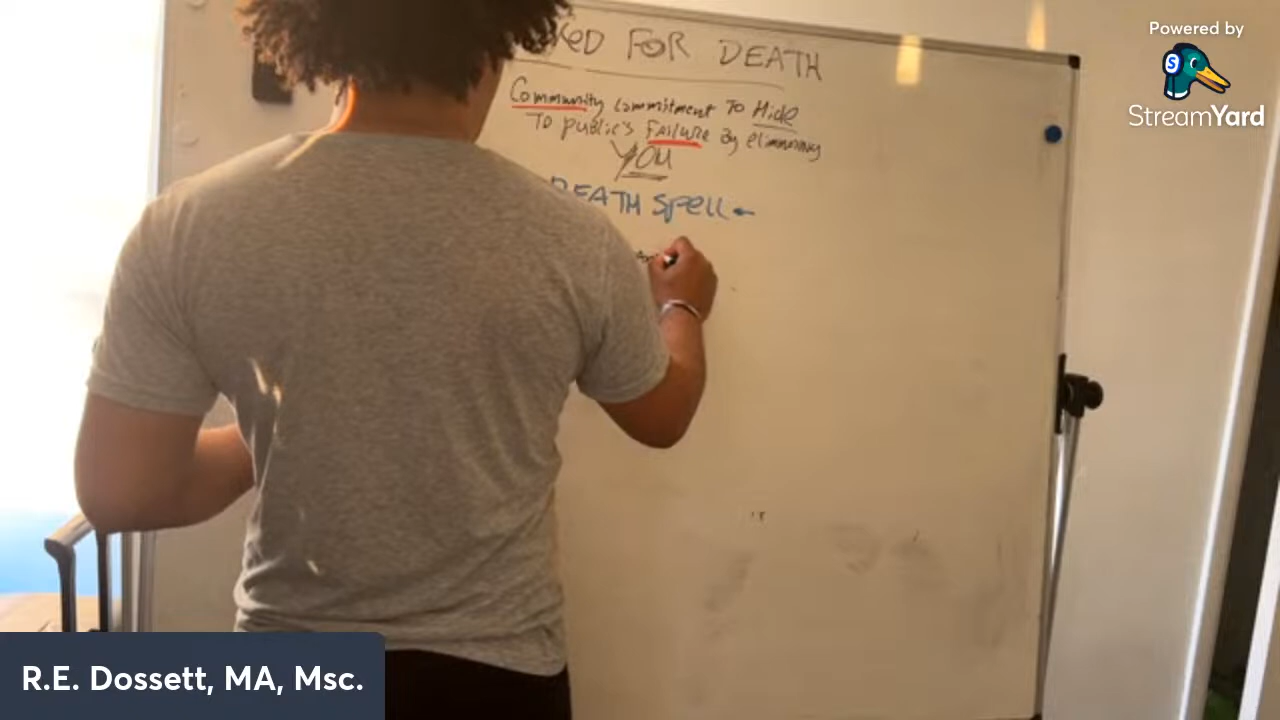 FOR DEATH
Community commitment TO Hide
TO public's FAILURE By eliminating
YOU
DEATH Spell
Powered by
StreamYard
R.E. Dossett, MA, Msc.